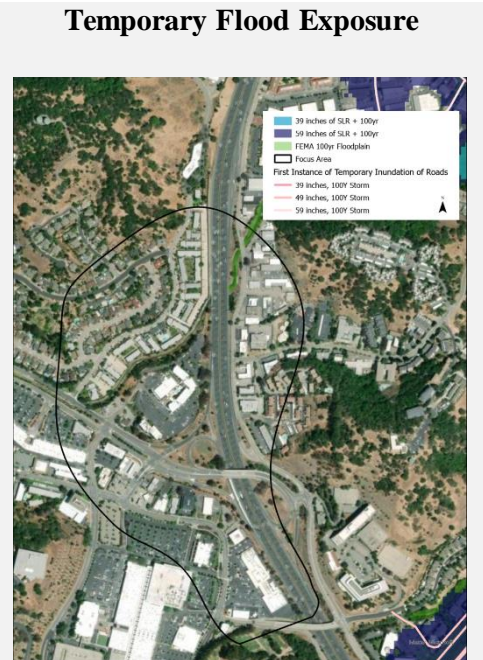 Temporary Flood Exposure
39 inches of SLR + 100yr
59 inches of SLR + 100yr
FEMA 100yr Floodplain
Focus Area
First Instance of Temporary Inundation of Roads
39 inches, 100Y Storm
49 inches, 100Y Storm
59 inches, 100Y Storm